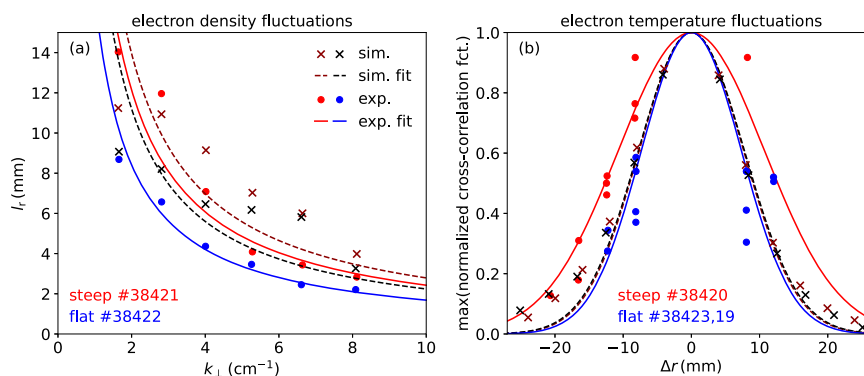 electron density fluctuations
(a)
sim.
sim. fit
exp.
exp. fit
steep #38421
flat #38422
14
12
10
8
6
4
2
0
0 2 4 6 8 10
l_r (mm)
k_⊥ (cm⁻¹)
electron temperature fluctuations
(b)
steep #38420
flat #38423,19
1.0
0.8
0.6
0.4
0.2
0.0
−20 −10 0 10 20
max(normalized cross-correlation fct.)
Δr (mm)